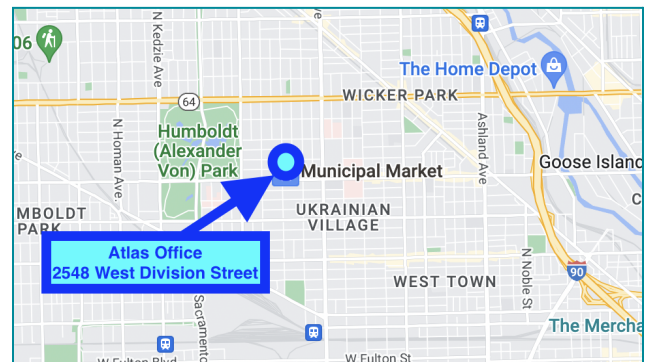 06
N Kedzie Ave
ve
The Home Depot
64
WICKER PARK
N Homan Ave.
Humboldt
(Alexander
Von) Park
Ashland Ave
Goose Island
Municipal Market
C
MBOLDT
PARK
UKRAINIAN
VILLAGE
Atlas Office
2548 West Division Street
WEST TOWN
N Noble St
90
Sacramento
The Mercha
W Fulton Blvd
W Fulton St